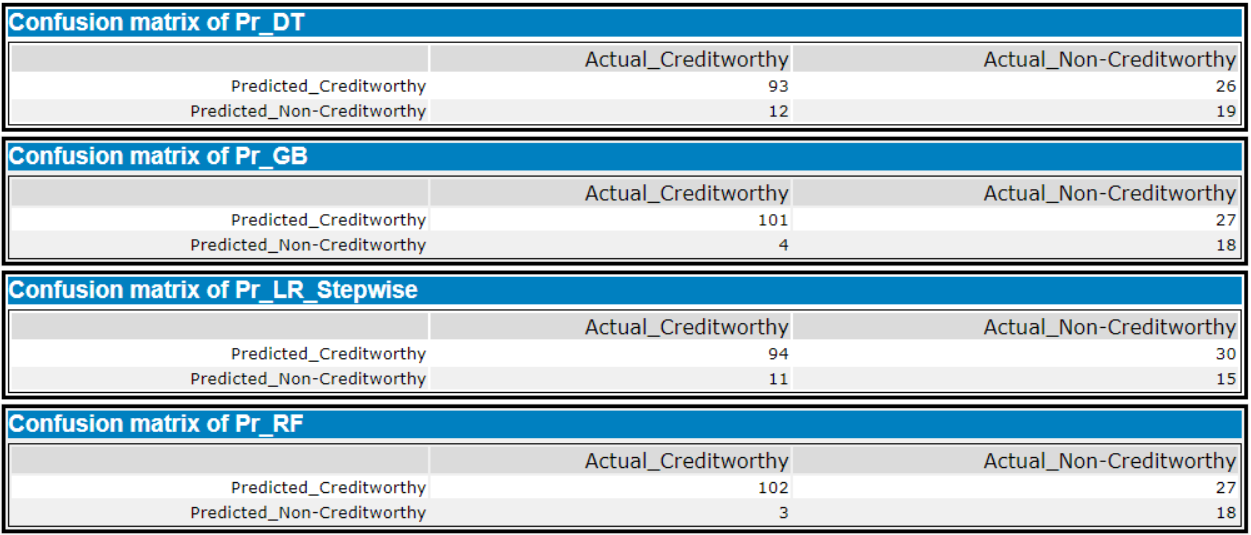 Confusion matrix of Pr_DT
Actual_Creditworthy Actual_Non-Creditworthy
Predicted_Creditworthy 93 26
Predicted_Non-Creditworthy 12 19
Confusion matrix of Pr_GB
Actual_Creditworthy Actual_Non-Creditworthy
Predicted_Creditworthy 101 27
Predicted_Non-Creditworthy 4 18
Confusion matrix of Pr_LR_Stepwise
Actual_Creditworthy Actual_Non-Creditworthy
Predicted_Creditworthy 94 30
Predicted_Non-Creditworthy 11 15
Confusion matrix of Pr_RF
Actual_Creditworthy Actual_Non-Creditworthy
Predicted_Creditworthy 102 27
Predicted_Non-Creditworthy 3 18